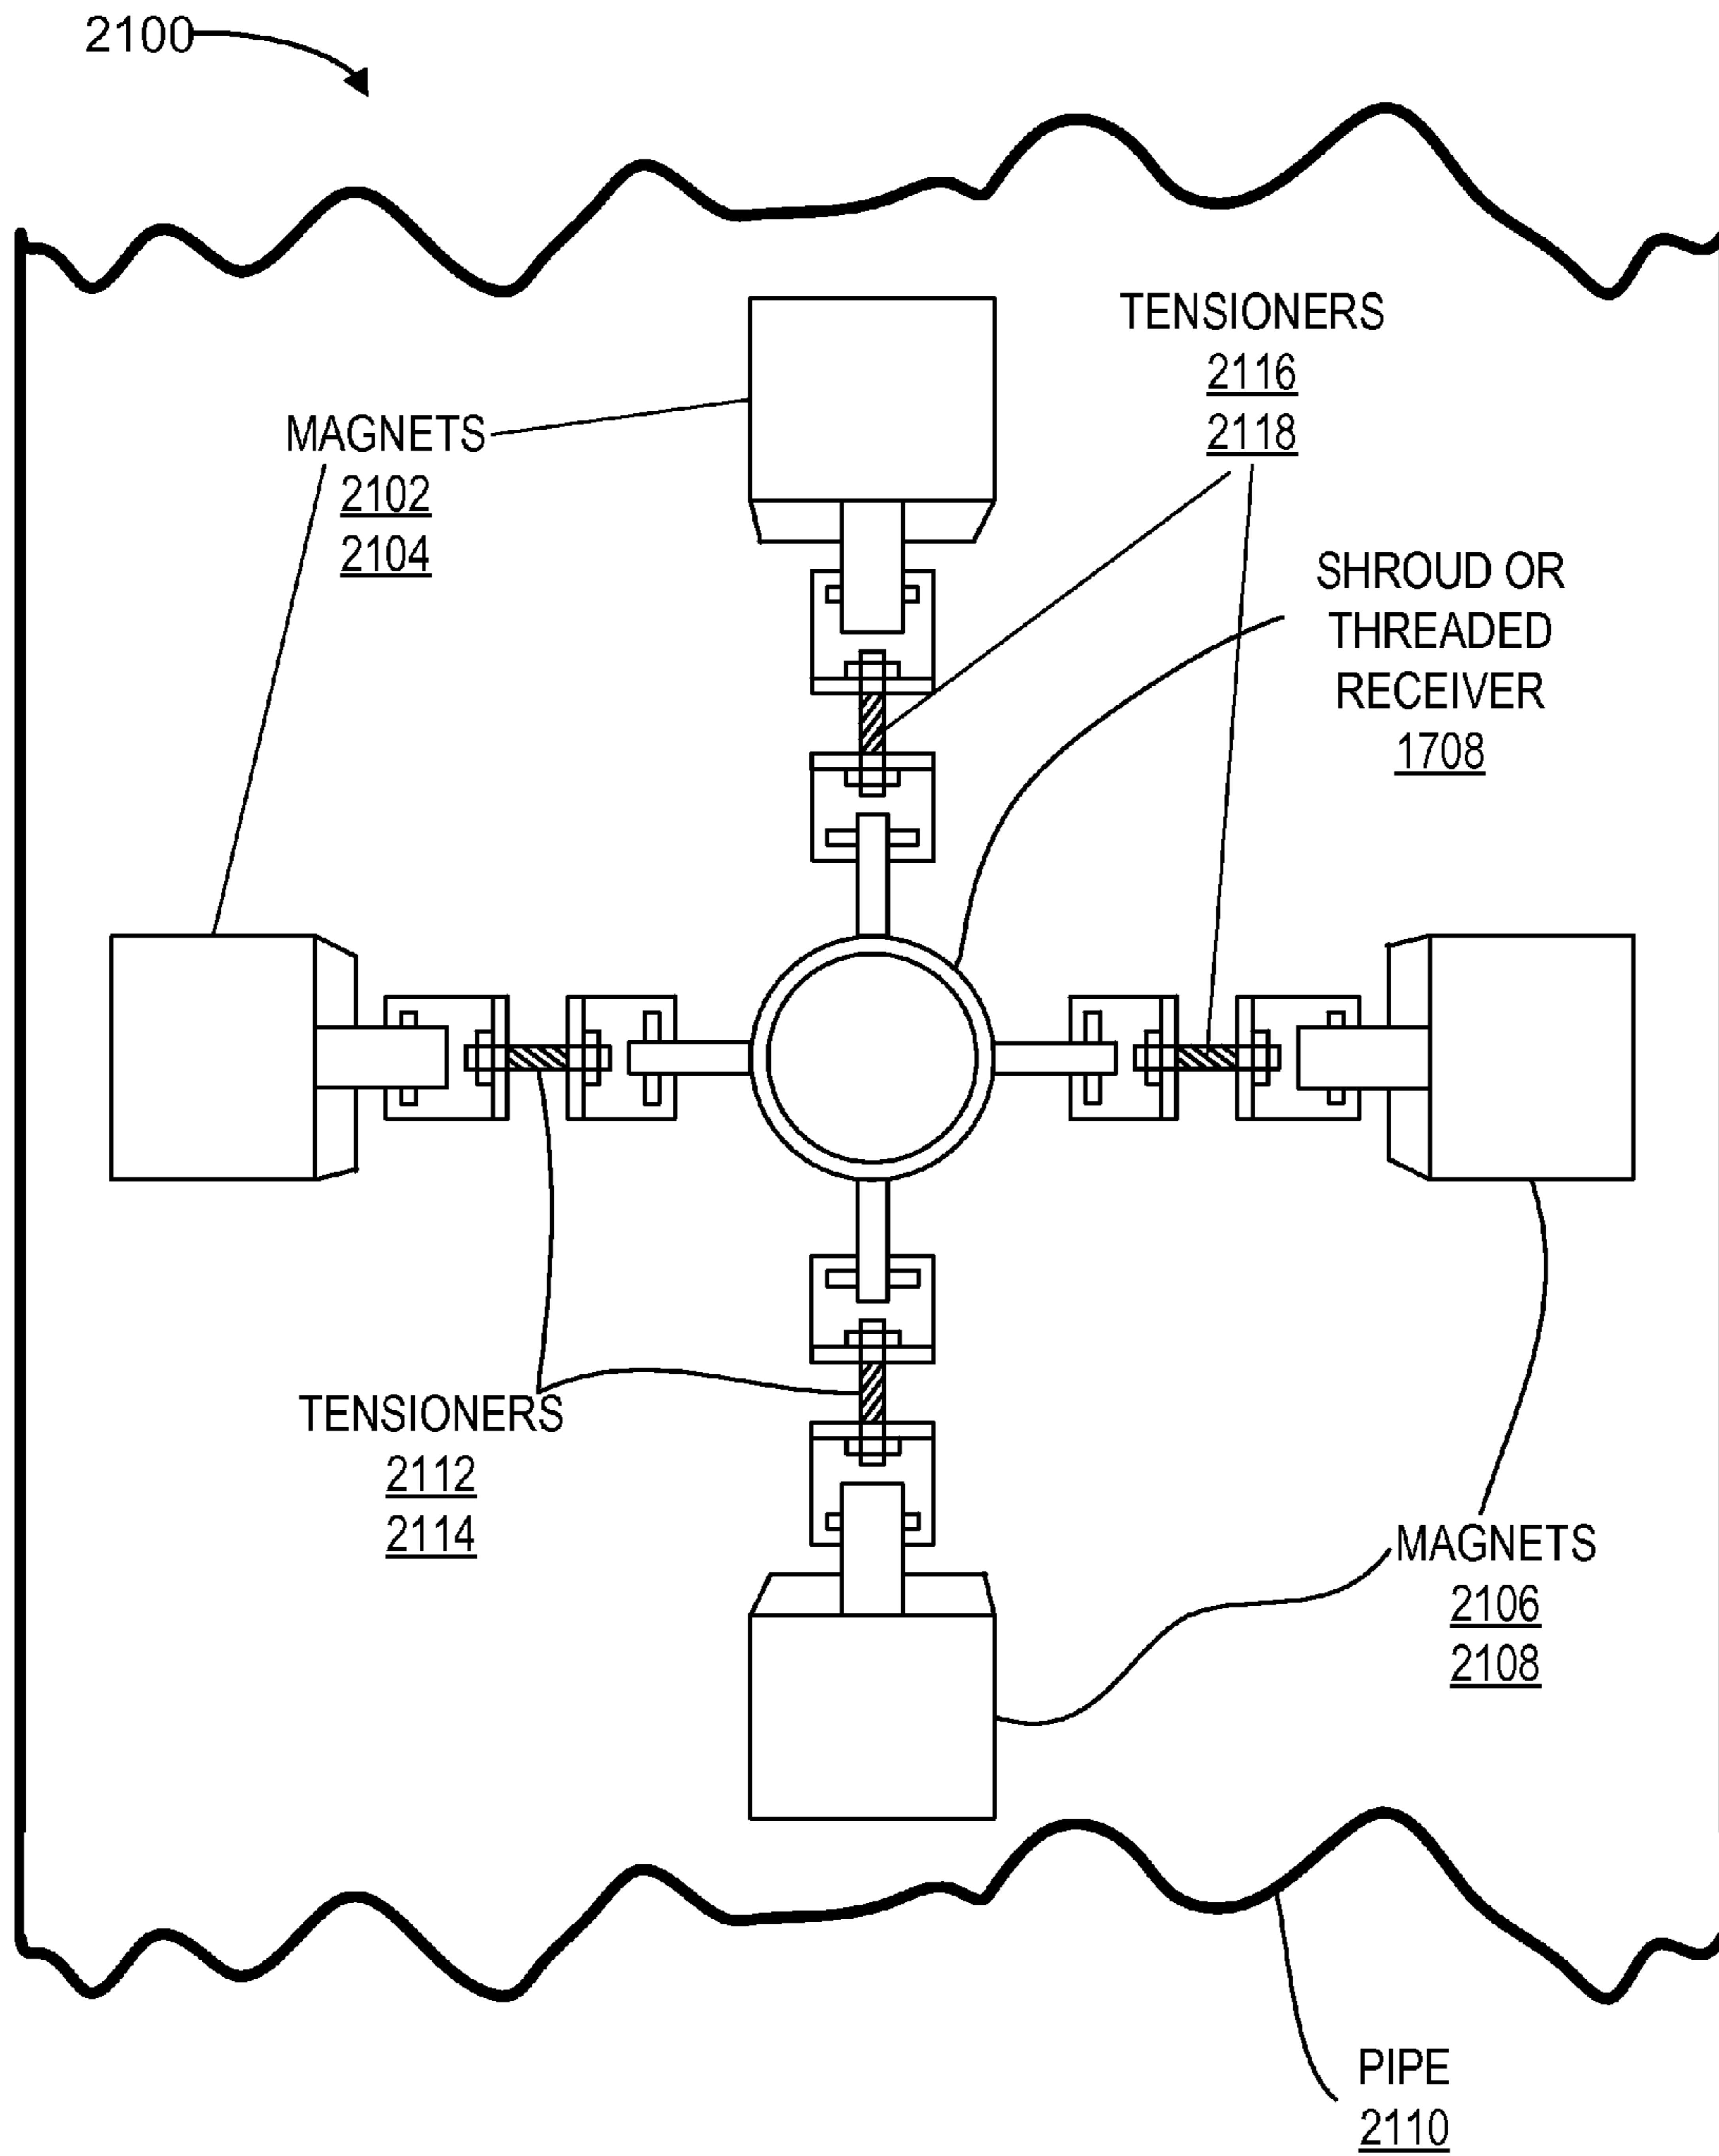 2100
TENSIONERS
2116
2118
MAGNETS
2102
2104
SHROUD OR
THREADED
RECEIVER
1708
TENSIONERS
2112
2114
MAGNETS
2106
2108
PIPE
2110